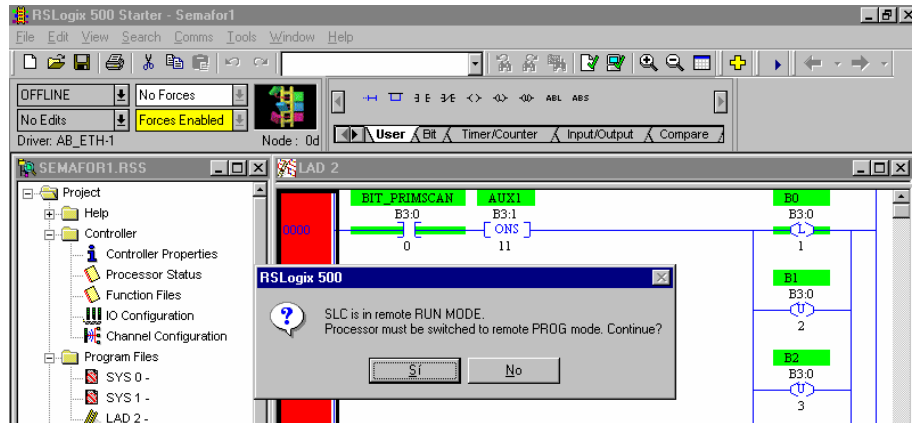 RSLogix 500 Starter - Semafor1
File Edit View Search Comms Tools Window Help
OFFLINE No Forces
No Edits Forces Enabled
Driver: AB_ETH-1 Node : 0d
ABL ABS
User Bit Timer/Counter Input/Output Compare
SEMAFOR1.RSS
Project
Help
Controller
Controller Properties
Processor Status
Function Files
IO Configuration
Channel Configuration
Program Files
SYS 0 -
SYS 1 -
LAD 2 -
LAD 2
BIT_PRIMSCAN AUX1 B0
B3:0 B3:1 B3:0
0000 ONS L
0 11 1
B1
B3:0
U
2
B2
B3:0
U
3
RSLogix 500
SLC is in remote RUN MODE.
Processor must be switched to remote PROG mode. Continue?
Sí No